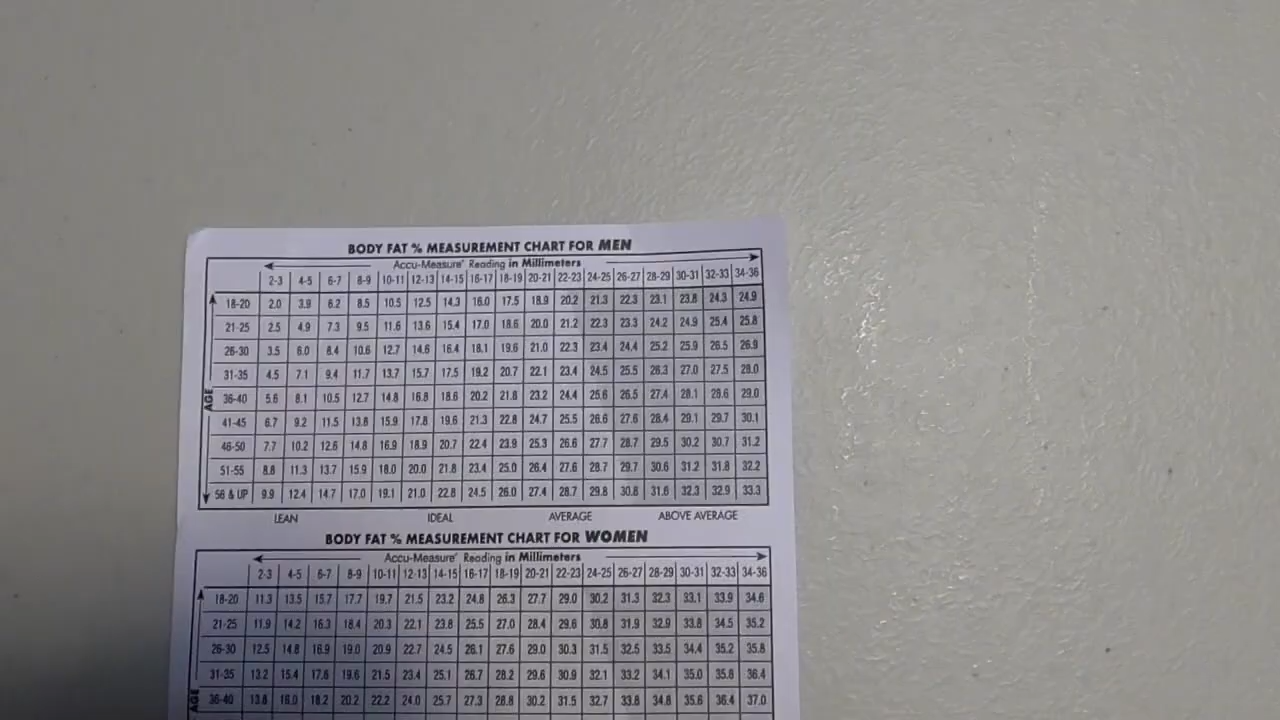 BODY FAT % MEASUREMENT CHART FOR MEN
Accu-Measure® Reading in Millimeters
2-3 4-5 6-7 8-9 10-11 12-13 14-15 16-17 18-19 20-21 22-23 24-25 26-27 28-29 30-31 32-33 34-36
18-20 2.0 3.9 6.2 8.5 10.5 12.5 14.3 16.0 17.5 18.9 20.2 21.3 22.3 23.1 23.8 24.3 24.9
21-25 2.5 4.9 7.3 9.5 11.6 13.6 15.4 17.0 18.6 20.0 21.2 22.3 23.3 24.2 24.9 25.4 25.8
26-30 3.5 6.0 8.4 10.6 12.7 14.6 16.4 18.1 19.6 21.0 22.3 23.4 24.4 25.2 25.9 26.5 26.9
31-35 4.5 7.1 9.4 11.7 13.7 15.7 17.5 19.2 20.7 22.1 23.4 24.5 25.5 26.3 27.0 27.5 28.0
AGE
36-40 5.6 8.1 10.5 12.7 14.8 16.8 18.6 20.2 21.8 23.2 24.4 25.6 26.5 27.4 28.1 28.6 29.0
41-45 6.7 9.2 11.5 13.8 15.9 17.8 19.6 21.3 22.8 24.7 25.5 26.6 27.6 28.4 29.1 29.7 30.1
46-50 7.7 10.2 12.6 14.8 16.9 18.9 20.7 22.4 23.9 25.3 26.6 27.7 28.7 29.5 30.2 30.7 31.2
51-55 8.8 11.3 13.7 15.9 18.0 20.0 21.8 23.4 25.0 26.4 27.6 28.7 29.7 30.6 31.2 31.8 32.2
56 & UP 9.9 12.4 14.7 17.0 19.1 21.0 22.8 24.5 26.0 27.4 28.7 29.8 30.8 31.6 32.3 32.9 33.3
LEAN IDEAL AVERAGE ABOVE AVERAGE
BODY FAT % MEASUREMENT CHART FOR WOMEN
Accu-Measure® Reading in Millimeters
2-3 4-5 6-7 8-9 10-11 12-13 14-15 16-17 18-19 20-21 22-23 24-25 26-27 28-29 30-31 32-33 34-36
18-20 11.3 13.5 15.7 17.7 19.7 21.5 23.2 24.8 26.3 27.7 29.0 30.2 31.3 32.3 33.1 33.9 34.6
21-25 11.9 14.2 16.3 18.4 20.3 22.1 23.8 25.5 27.0 28.4 29.6 30.8 31.9 32.9 33.8 34.5 35.2
26-30 12.5 14.8 16.9 19.0 20.9 22.7 24.5 26.1 27.6 29.0 30.3 31.5 32.5 33.5 34.4 35.2 35.8
31-35 13.2 15.4 17.6 19.6 21.5 23.4 25.1 26.7 28.2 29.6 30.9 32.1 33.2 34.1 35.0 35.8 36.4
AGE
36-40 13.8 16.0 18.2 20.2 22.2 24.0 25.7 27.3 28.8 30.2 31.5 32.7 33.8 34.8 35.6 36.4 37.0